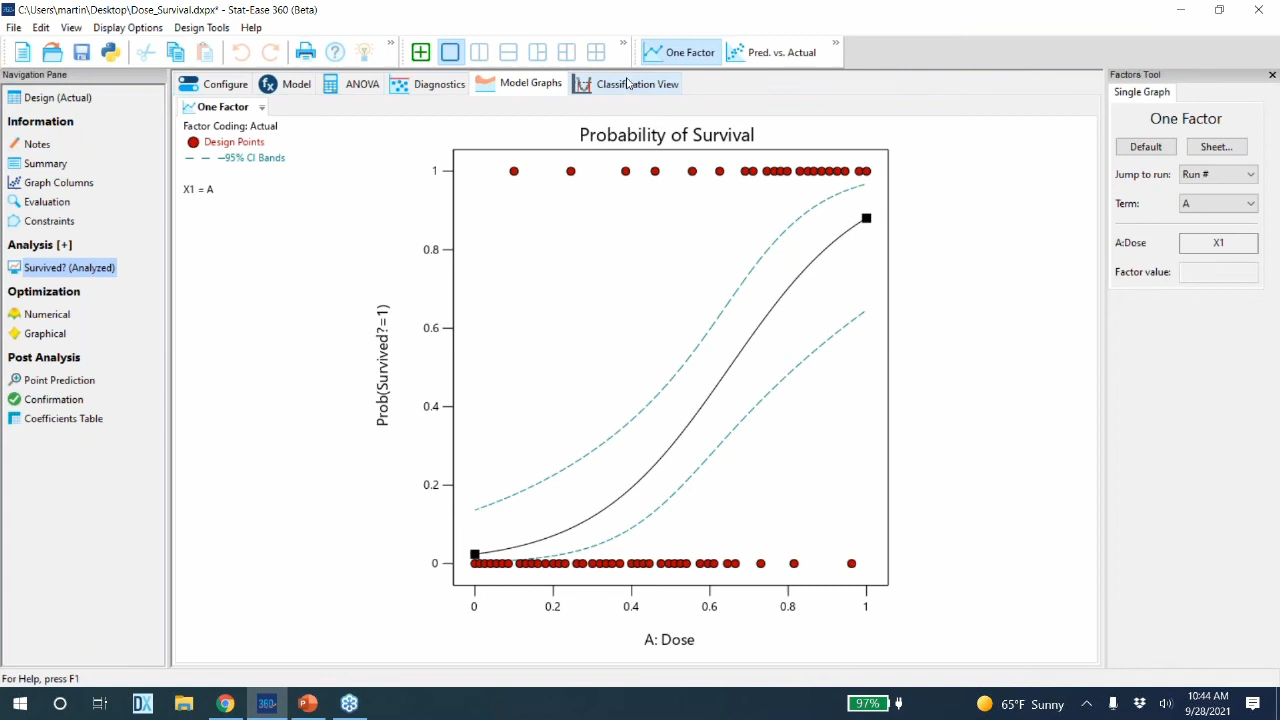 C:\Users\martin\Desktop\Dose_Survival.dxpx* - Stat-Ease 360 (Beta)
File Edit View Display Options Design Tools Help
» » One Factor Pred. vs. Actual »
Navigation Pane
Design (Actual)
Information
Notes
Summary
Graph Columns
Evaluation
Constraints
Analysis [+]
Survived? (Analyzed)
Optimization
Numerical
Graphical
Post Analysis
Point Prediction
Confirmation
Coefficients Table
Configure Model ANOVA Diagnostics Model Graphs Classification View
One Factor
Factor Coding: Actual
Design Points
95% CI Bands
X1 = A
Probability of Survival
Prob(Survived?=1)
1
0.8
0.6
0.4
0.2
0
0 0.2 0.4 0.6 0.8 1
A: Dose
Factors Tool
Single Graph
One Factor
Default Sheet...
Jump to run: Run #
Term: A
A:Dose X1
Factor value:
For Help, press F1
DX 360 P 97% 65°F Sunny 10:44 AM
9/28/2021